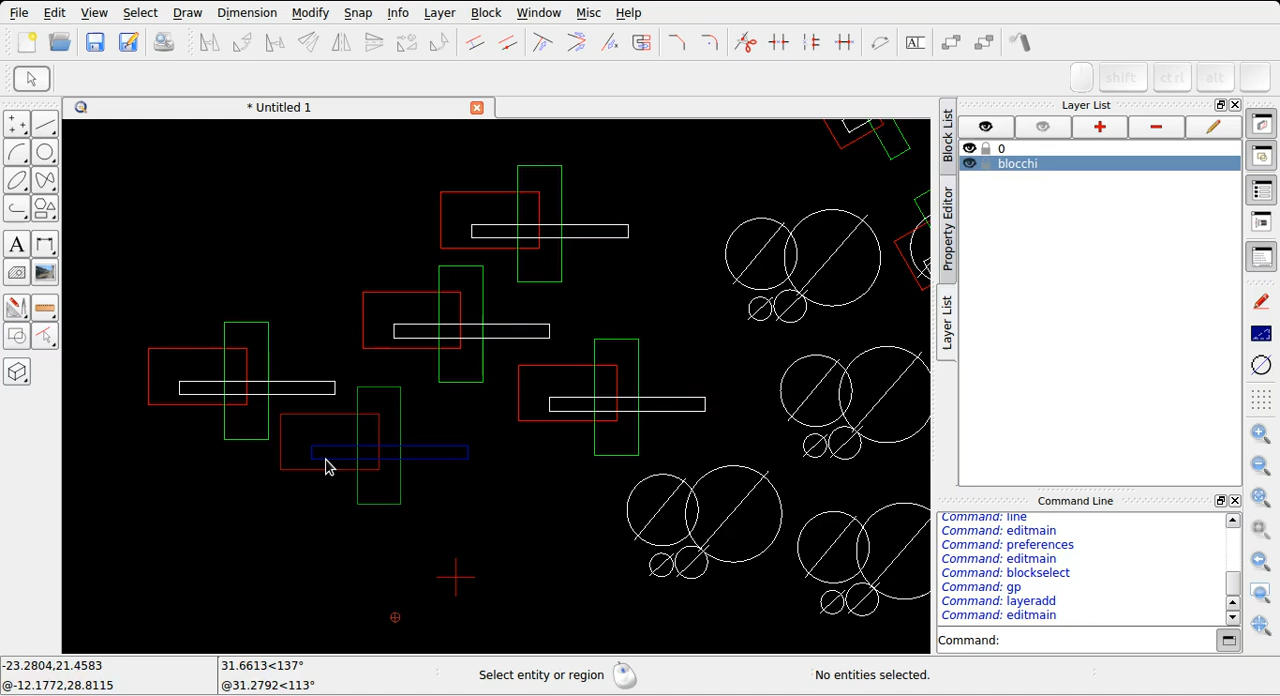 File Edit View Select Draw Dimension Modify Snap Info Layer Block Window Misc Help
AB
shift ctrl alt
* Untitled 1
Block List
Property Editor
Layer List
Layer List
0
blocchi
A
Command Line
Command: line
Command: editmain
Command: preferences
Command: editmain
Command: blockselect
Command: gp
Command: layeradd
Command: editmain
Command:
-23.2804,21.4583
@-12.1772,28.8115
31.6613<137°
@31.2792<113°
Select entity or region
No entities selected.